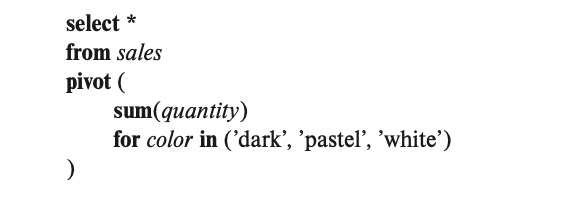 select *
from sales
pivot (
sum(quantity)
for color in (’dark’, ’pastel’, ’white’)
)